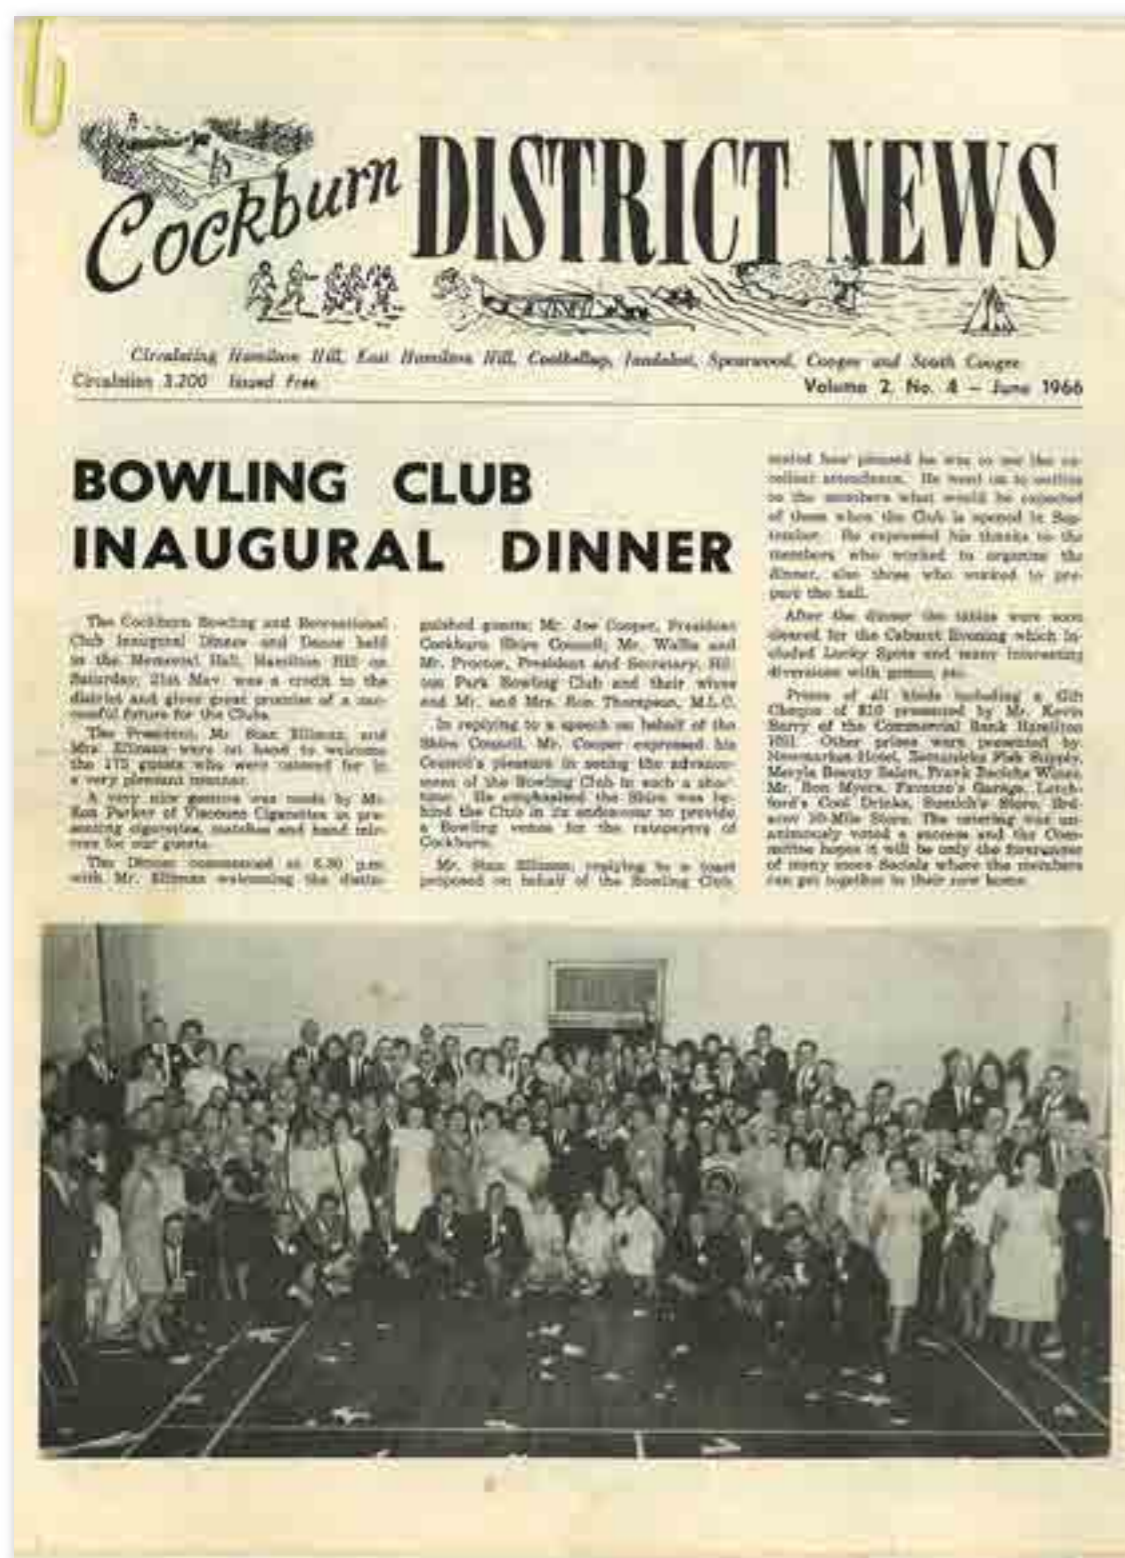 Cockburn DISTRICT NEWS
Circulating Hamilton Hill, East Hamilton Hill, Coolbellup, Jandakot, Spearwood, Coogee and South Coogee
Circulation 3,200 Issued Free
Volume 2, No. 4 — June 1966
BOWLING CLUB
INAUGURAL DINNER
The Cockburn Bowling and Recreational
Club Inaugural Dinner and Dance held
in the Memorial Hall, Hamilton Hill on
Saturday, 21st May was a credit to the
district and gives great promise of a suc-
cessful future for the Clubs.
The President, Mr Stan Ellman, and
Mrs Ellman were on hand to welcome
the 175 guests who were catered for in
a very pleasant manner.
A very nice gesture was made by Mr.
Ron Parker of Viscount Cigarettes in pre-
senting cigarettes, matches and hand mir-
rors for our guests.
The Dinner commenced at 6.30 p.m.
with Mr. Ellman welcoming the distin-
guished guests: Mr. Joe Cooper, President
Cockburn Shire Council; Mr. Wallis and
Mr. Proctor, President and Secretary, Hil-
ton Park Bowling Club and their wives
and Mr. and Mrs. Ron Thompson, M.L.C.
In replying to a speech on behalf of the
Shire Council, Mr. Cooper expressed his
Council's pleasure in seeing the advance-
ment of the Bowling Club in such a short
time. He emphasised the Shire was be-
hind the Club in its endeavour to provide
a Bowling venue for the ratepayers of
Cockburn.
Mr. Stan Ellman, replying to a toast
proposed on behalf of the Bowling Club,
stated how pleased he was to see the ex-
cellent attendance. He went on to outline
to the members what would be expected
of them when the Club is opened in Sep-
tember. He expressed his thanks to the
members who worked to organise the
dinner, also those who worked to pre-
pare the hall.
After the dinner the tables were soon
cleared for the Cabaret Evening which in-
cluded Lucky Spots and many interesting
diversions with games, etc.
Prizes of all kinds including a Gift
Cheque of $10 presented by Mr. Kevin
Barry of the Commercial Bank Hamilton
Hill. Other prizes were presented by
Newmarket Hotel, Fish Supply,
Beauty Salon, Frank Wines,
Mr. Ron Myers, Garage,
Cool Drinks, Store,
10-Mile Store. The catering was un-
animously voted a success and the Com-
mittee hopes it will be only the forerunner
of many more Socials where the members
can get together in their new home.